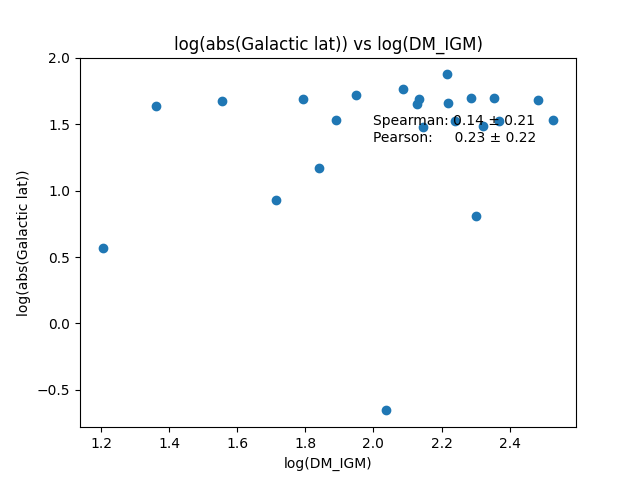 log(abs(Galactic lat)) vs log(DM_IGM)
2.0
1.5
1.0
0.5
0.0
−0.5
log(abs(Galactic lat))
Spearman: 0.14 ± 0.21
Pearson: 0.23 ± 0.22
1.2 1.4 1.6 1.8 2.0 2.2 2.4
log(DM_IGM)